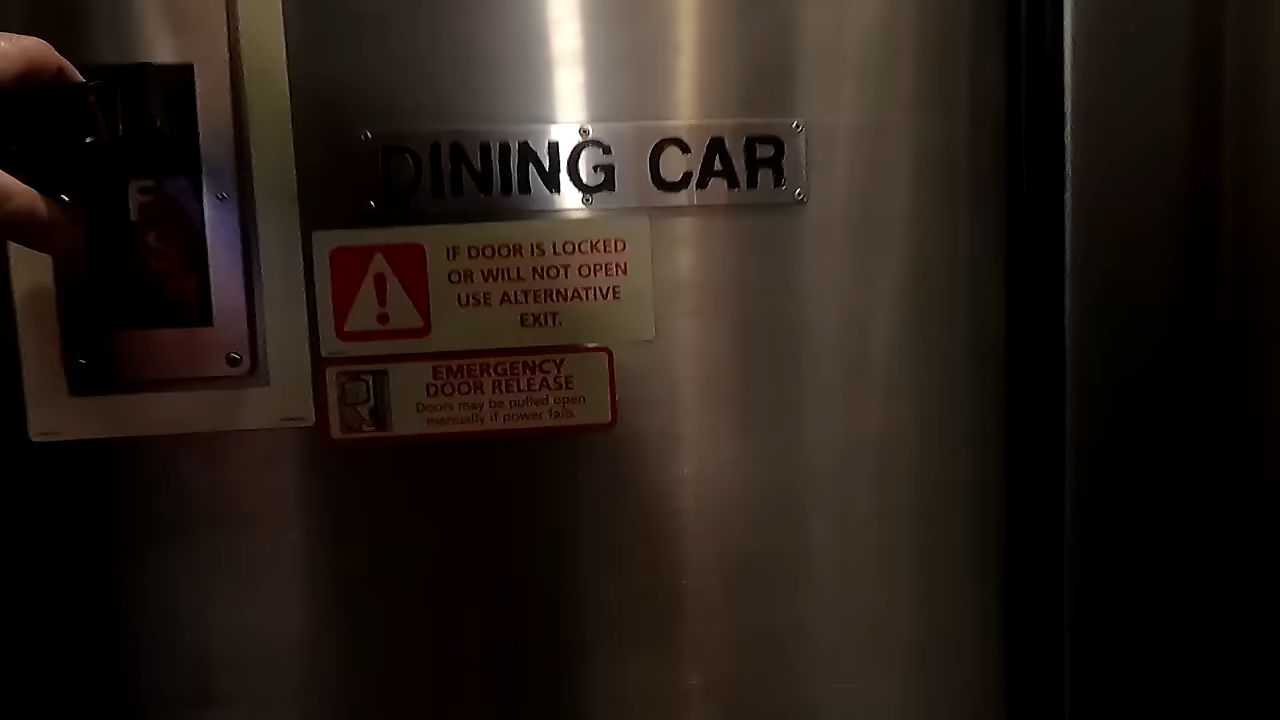 DINING CAR
IF DOOR IS LOCKED
OR WILL NOT OPEN
USE ALTERNATIVE
EXIT.
EMERGENCY
DOOR RELEASE
Doors may be pulled open
manually if power fails